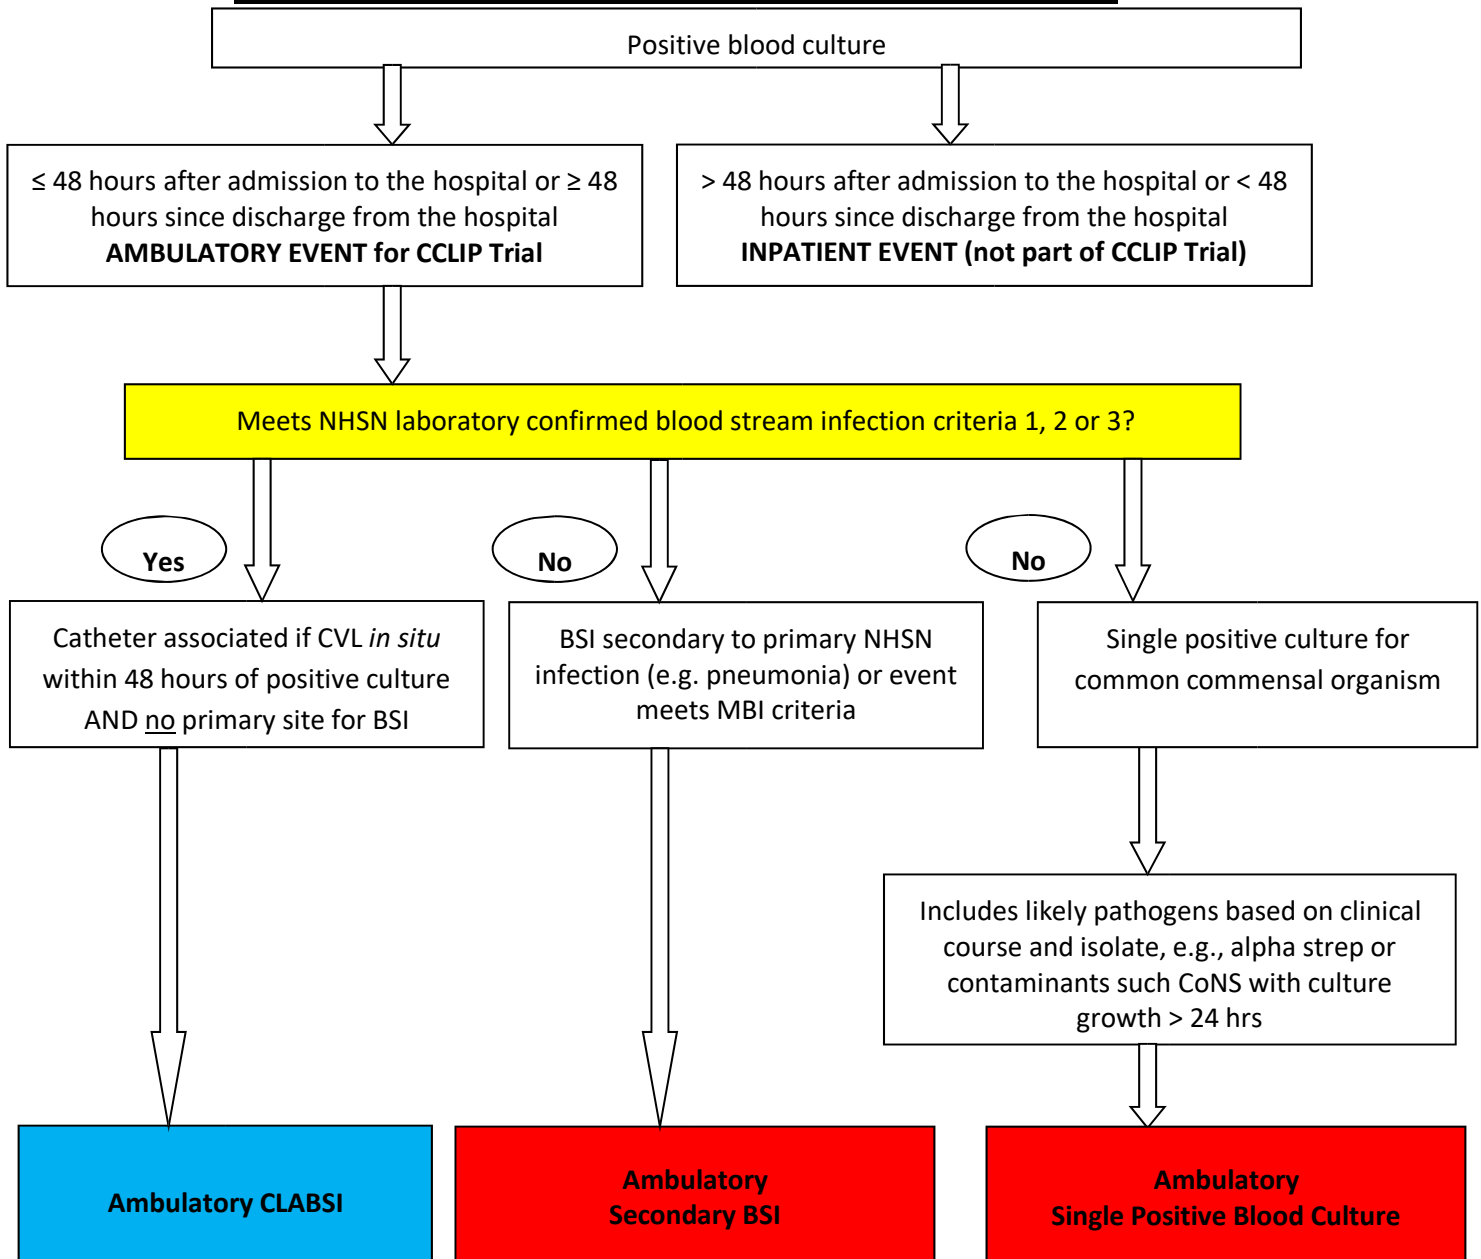 Positive blood culture
≤ 48 hours after admission to the hospital or ≥ 48
hours since discharge from the hospital
AMBULATORY EVENT for CCLIP Trial
> 48 hours after admission to the hospital or < 48
hours since discharge from the hospital
INPATIENT EVENT (not part of CCLIP Trial)
Meets NHSN laboratory confirmed blood stream infection criteria 1, 2 or 3?
Yes
No
No
Catheter associated if CVL in situ
within 48 hours of positive culture
AND no primary site for BSI
BSI secondary to primary NHSN
infection (e.g. pneumonia) or event
meets MBI criteria
Single positive culture for
common commensal organism
Includes likely pathogens based on clinical
course and isolate, e.g., alpha strep or
contaminants such CoNS with culture
growth > 24 hrs
Ambulatory CLABSI
Ambulatory
Secondary BSI
Ambulatory
Single Positive Blood Culture